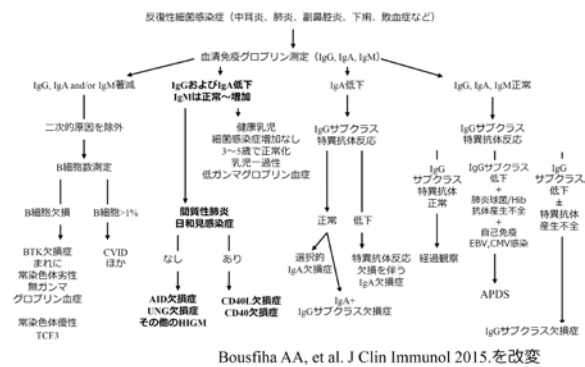 反復性細菌感染症（中耳炎、肺炎、副鼻腔炎、下痢、敗血症など）
血清免疫グロブリン測定（IgG, IgA, IgM）
IgG, IgA and/or IgM著減
二次的原因を除外
B細胞数測定
B細胞欠損
B細胞>1%
BTK欠損症
まれに
常染色体劣性
無ガンマ
グロブリン血症
常染色体優性
TCF3
CVID
ほか
IgGおよびIgA低下
IgMは正常～増加
健康乳児
細菌感染症増加なし
3～5歳で正常化
乳児一過性
低ガンマグロブリン血症
間質性肺炎
日和見感染症
なし
あり
AID欠損症
UNG欠損症
その他のHIGM
CD40L欠損症
CD40欠損症
IgA低下
IgGサブクラス
特異抗体反応
正常
低下
選択的
IgA欠損症
特異抗体反応
欠損を伴う
IgA欠損症
IgA+
IgGサブクラス欠損症
IgG, IgA, IgM正常
IgGサブクラス
特異抗体反応
IgG
サブクラス
特異抗体
正常
経過観察
IgGサブクラス
低下
+
肺炎球菌/Hib
抗体産生不全
+
自己免疫
EBV,CMV感染
APDS
IgG
サブクラス
低下
±
特異抗体
産生不全
IgGサブクラス欠損症
Bousfiha AA, et al. J Clin Immunol 2015.を改変